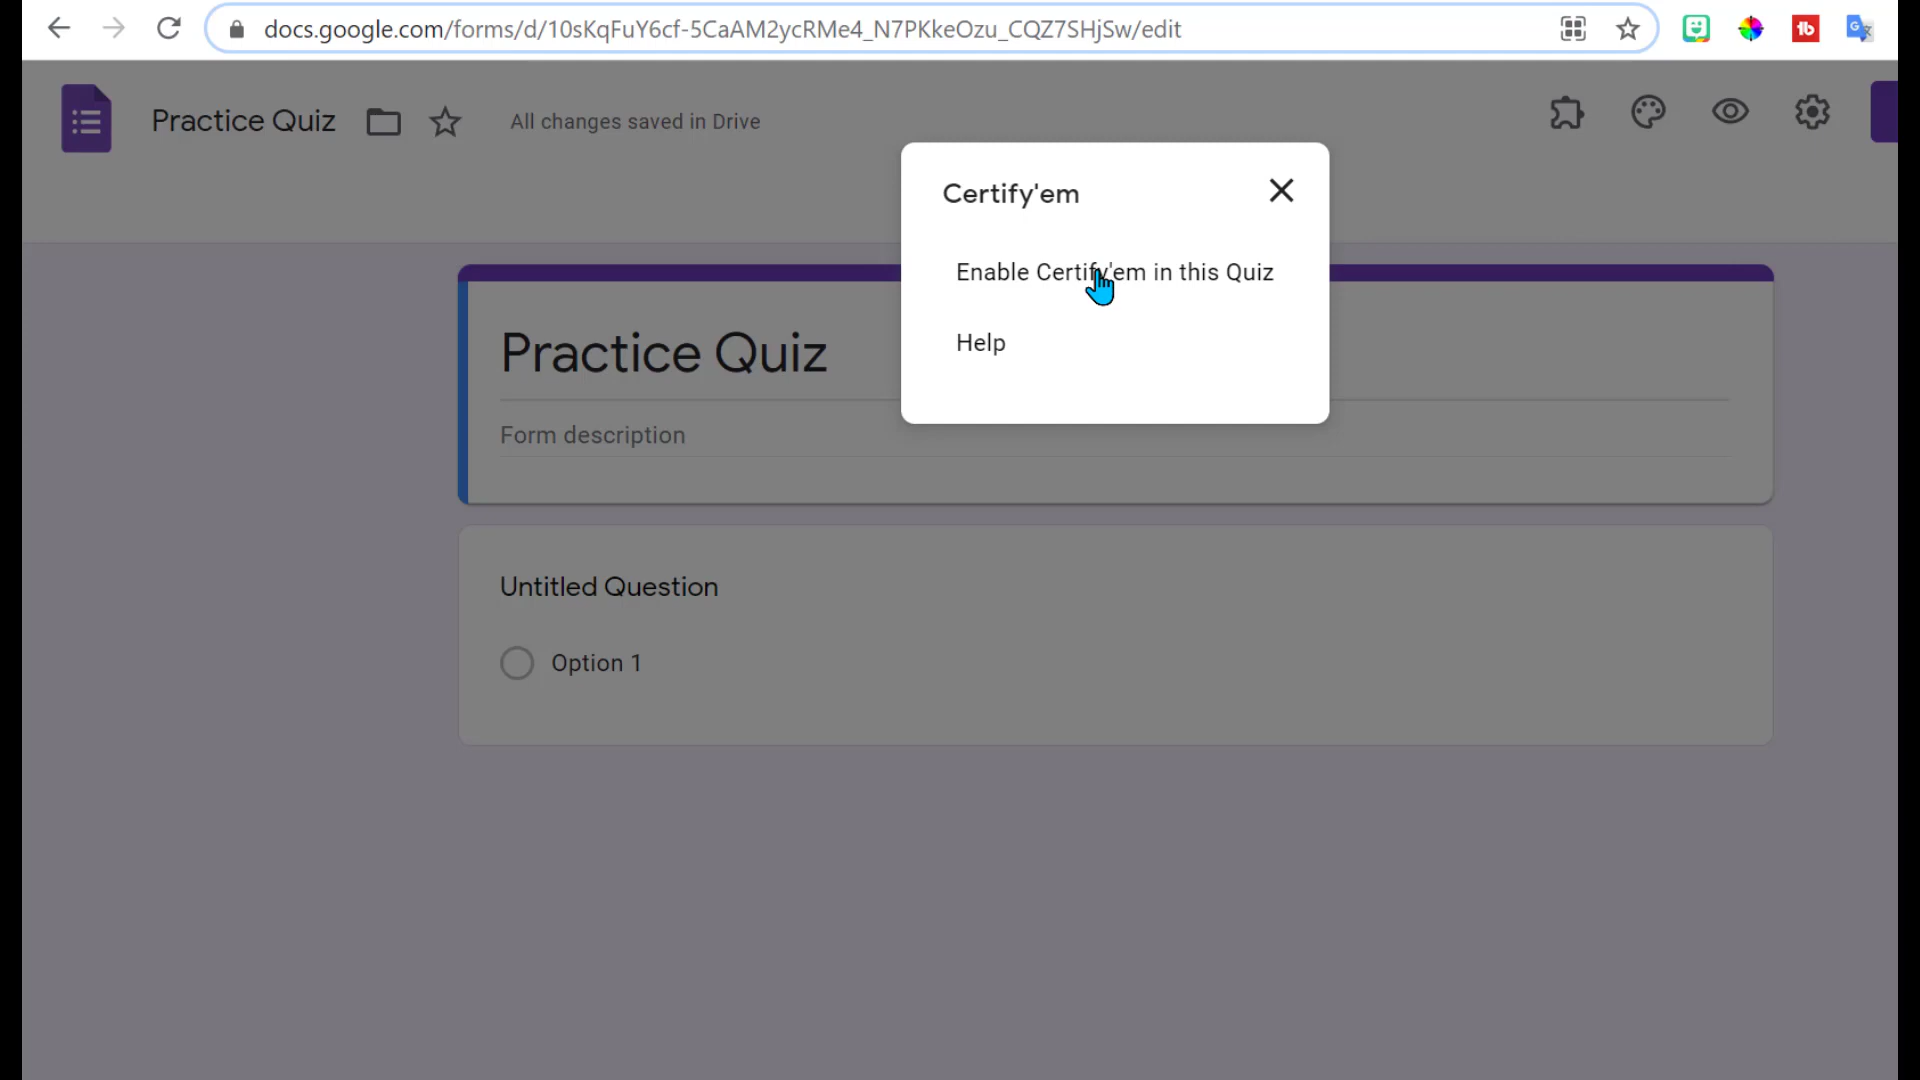 docs.google.com/forms/d/10sKqFuY6cf-5CaAM2ycRMe4_N7PKkeOzu_CQZ7SHjSw/edit
Practice Quiz
All changes saved in Drive
Certify'em
Enable Certify'em in this Quiz
Help
Practice Quiz
Form description
Untitled Question
Option 1